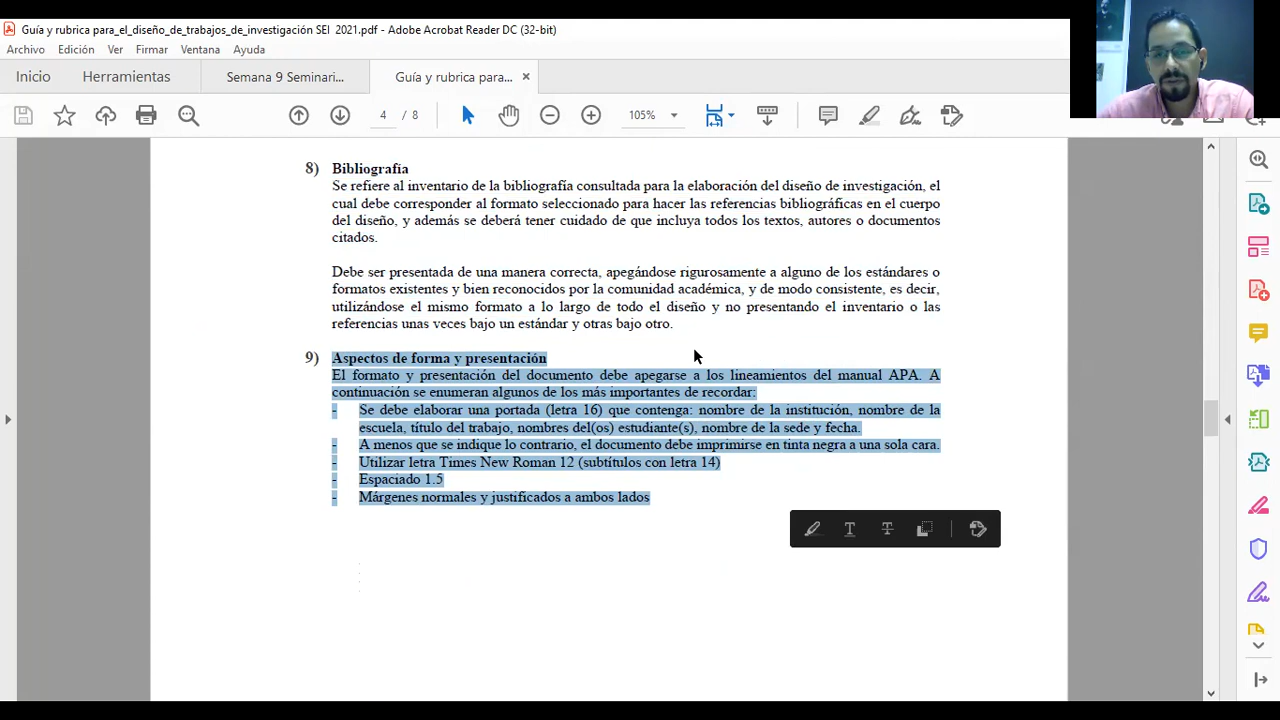 Guía y rubrica para_el_diseño_de_trabajos_de_investigación SEI 2021.pdf - Adobe Acrobat Reader DC (32-bit)
Archivo Edición Ver Firmar Ventana Ayuda
Inicio Herramientas Semana 9 Seminari... Guía y rubrica para... ×
4 / 8 105%
8) Bibliografía
Se refiere al inventario de la bibliografía consultada para la elaboración del diseño de investigación, el
cual debe corresponder al formato seleccionado para hacer las referencias bibliográficas en el cuerpo
del diseño, y además se deberá tener cuidado de que incluya todos los textos, autores o documentos
citados.
Debe ser presentada de una manera correcta, apegándose rigurosamente a alguno de los estándares o
formatos existentes y bien reconocidos por la comunidad académica, y de modo consistente, es decir,
utilizándose el mismo formato a lo largo de todo el diseño y no presentando el inventario o las
referencias unas veces bajo un estándar y otras bajo otro.
9) Aspectos de forma y presentación
El formato y presentación del documento debe apegarse a los lineamientos del manual APA. A
continuación se enumeran algunos de los más importantes de recordar:
- Se debe elaborar una portada (letra 16) que contenga: nombre de la institución, nombre de la
escuela, título del trabajo, nombres del(os) estudiante(s), nombre de la sede y fecha.
- A menos que se indique lo contrario, el documento debe imprimirse en tinta negra a una sola cara.
- Utilizar letra Times New Roman 12 (subtítulos con letra 14)
- Espaciado 1.5
- Márgenes normales y justificados a ambos lados